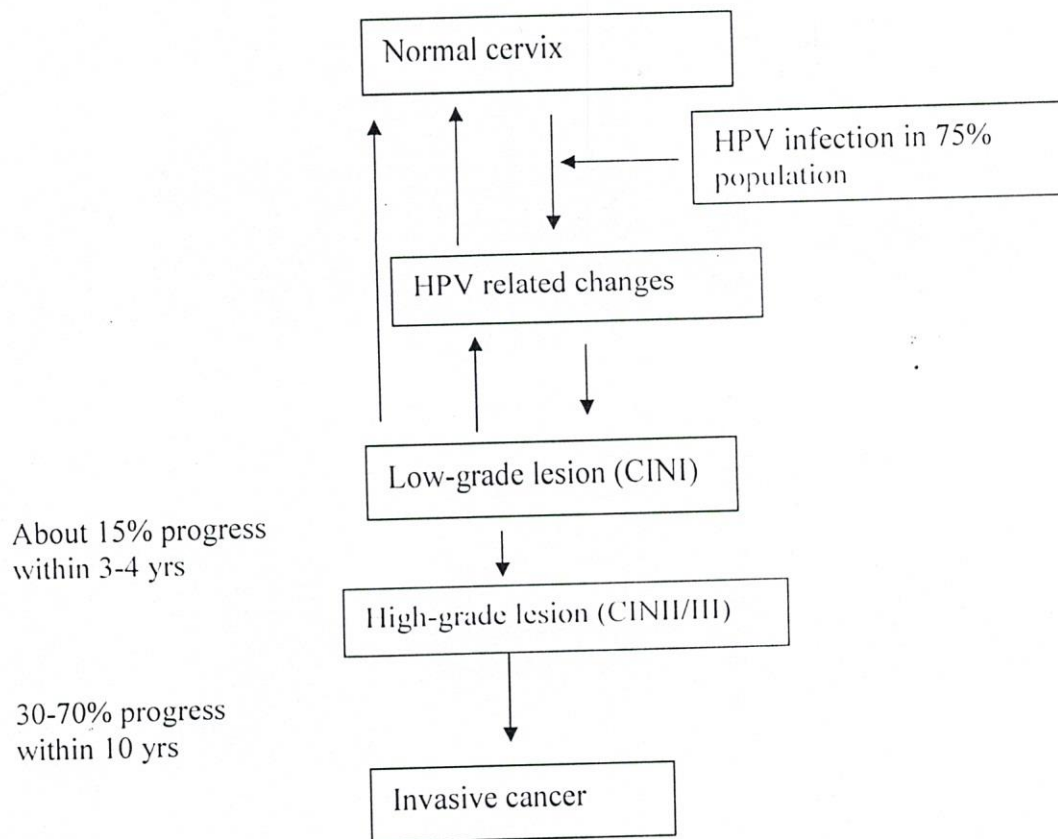 Normal cervix
HPV infection in 75%
population
HPV related changes
Low-grade lesion (CINI)
About 15% progress
within 3-4 yrs
High-grade lesion (CINII/III)
30-70% progress
within 10 yrs
Invasive cancer